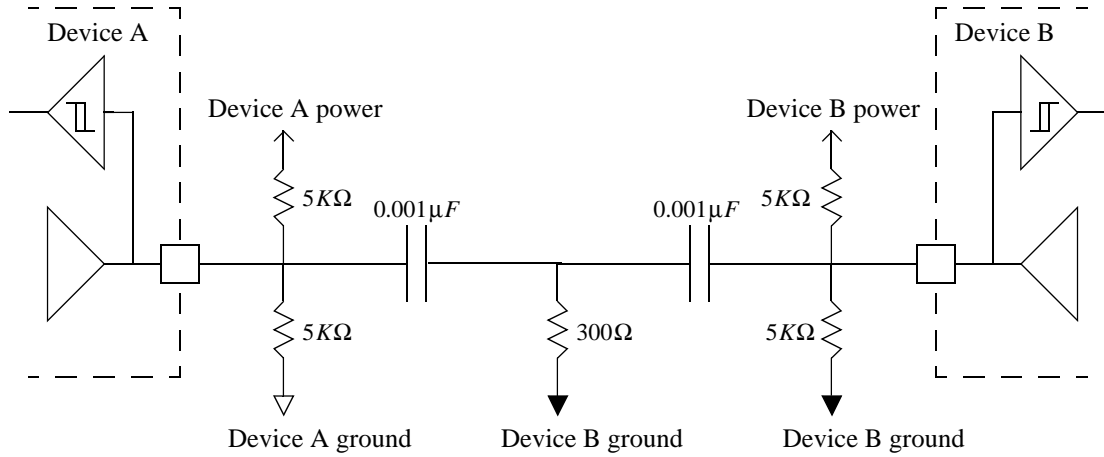 Device A
Device B
Device A power
Device B power
5KΩ
0.001μF
0.001μF
5KΩ
5KΩ
300Ω
5KΩ
Device A ground
Device B ground
Device B ground